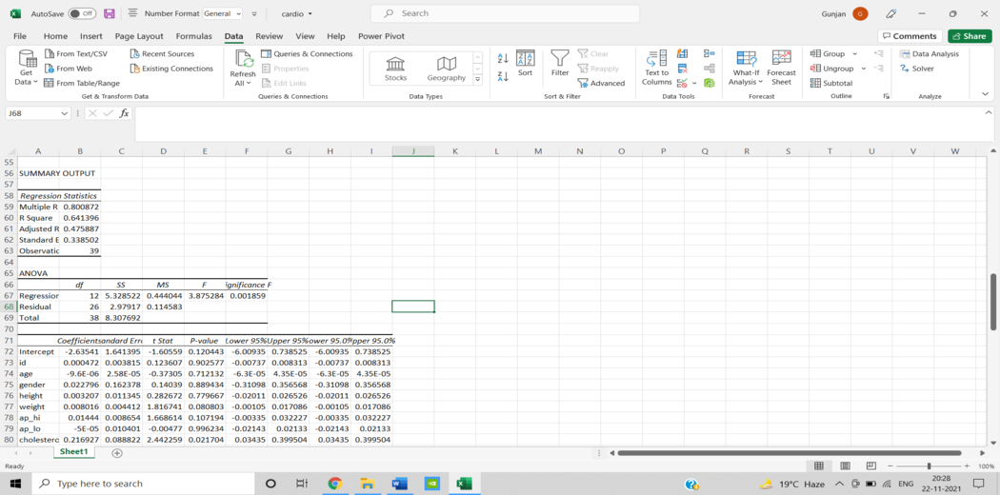 AutoSave Off Number Format General cardio Search Gunjan G
File Home Insert Page Layout Formulas Data Review View Help Power Pivot Comments Share
Get Data From Text/CSV From Web From Table/Range Recent Sources Existing Connections
Get & Transform Data
Refresh All Queries & Connections Properties Edit Links
Queries & Connections
Stocks Geography
Data Types
Sort Filter Clear Reapply Advanced
Sort & Filter
Text to Columns
Data Tools
What-If Analysis Forecast Sheet
Forecast
Group Ungroup Subtotal
Outline
Data Analysis Solver
Analyze
J68 fx
A B C D E F G H I J K L M N O P Q R S T U V W
55
56 SUMMARY OUTPUT
57
58 Regression Statistics
59 Multiple R 0.800872
60 R Square 0.641396
61 Adjusted R 0.475887
62 Standard E 0.338502
63 Observatic 39
64
65 ANOVA
66 df SS MS F ignificance F
67 Regression 12 5.328522 0.444044 3.875284 0.001859
68 Residual 26 2.97917 0.114583
69 Total 38 8.307692
70
71 Coefficients andard Erro t Stat P-value Lower 95% Upper 95% ower 95.0% pper 95.0%
72 Intercept -2.63541 1.641395 -1.60559 0.120443 -6.00935 0.738525 -6.00935 0.738525
73 id 0.000472 0.003815 0.123607 0.902577 -0.00737 0.008313 -0.00737 0.008313
74 age -9.6E-06 2.58E-05 -0.37305 0.712132 -6.3E-05 4.35E-05 -6.3E-05 4.35E-05
75 gender 0.022796 0.162378 0.14039 0.889434 -0.31098 0.356568 -0.31098 0.356568
76 height 0.003207 0.011345 0.282672 0.779667 -0.02011 0.026526 -0.02011 0.026526
77 weight 0.008016 0.004412 1.816741 0.080803 -0.00105 0.017086 -0.00105 0.017086
78 ap_hi 0.01444 0.008654 1.668614 0.107194 -0.00335 0.032227 -0.00335 0.032227
79 ap_lo -5E-05 0.010401 -0.00477 0.996234 -0.02143 0.02133 -0.02143 0.02133
80 cholestero 0.216927 0.088822 2.442259 0.021704 0.03435 0.399504 0.03435 0.399504
Sheet1
Ready 100%
Type here to search 19°C Haze ENG 20:28
22-11-2021